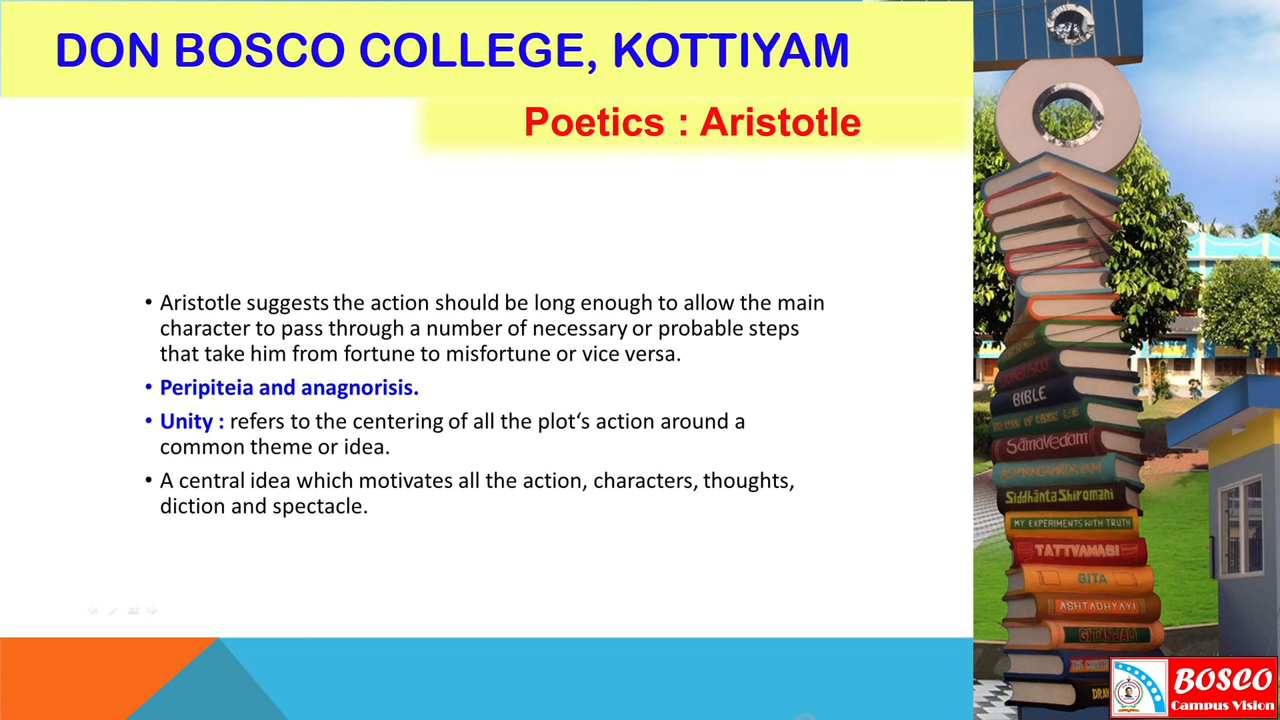 DON BOSCO COLLEGE, KOTTIYAM
Poetics : Aristotle
• Aristotle suggests the action should be long enough to allow the main
character to pass through a number of necessary or probable steps
that take him from fortune to misfortune or vice versa.
• Peripiteia and anagnorisis.
• Unity : refers to the centering of all the plot‘s action around a
common theme or idea.
• A central idea which motivates all the action, characters, thoughts,
diction and spectacle.
BIBLE
Sāmavedam
Siddhānta Shiromani
MY EXPERIMENTS WITH TRUTH
TATTVAMASI
GITA
ASHTADHYAYI
GITANJALI
BOSCO
Campus Vision